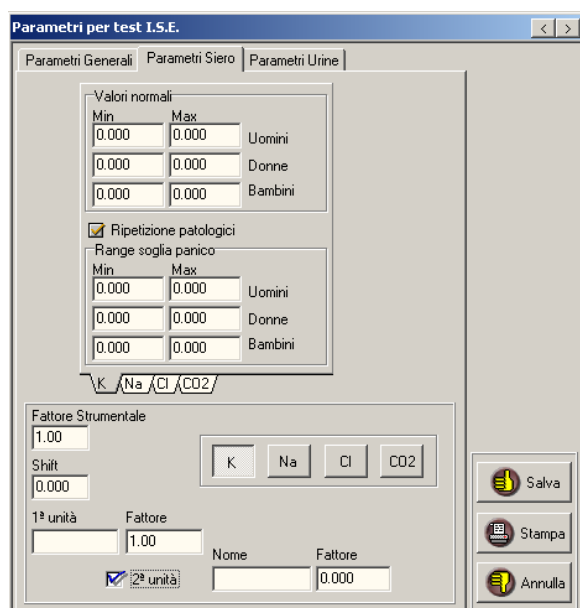 Parametri per test I.S.E.
Parametri Generali Parametri Siero Parametri Urine
Valori normali
Min Max
0.000 0.000 Uomini
0.000 0.000 Donne
0.000 0.000 Bambini
Ripetizione patologici
Range soglia panico
Min Max
0.000 0.000 Uomini
0.000 0.000 Donne
0.000 0.000 Bambini
K Na Cl CO2
Fattore Strumentale
1.00
K Na Cl CO2
Shift
0.000
1ª unità Fattore
1.00
Nome Fattore
2ª unità 0.000
Salva
Stampa
Annulla